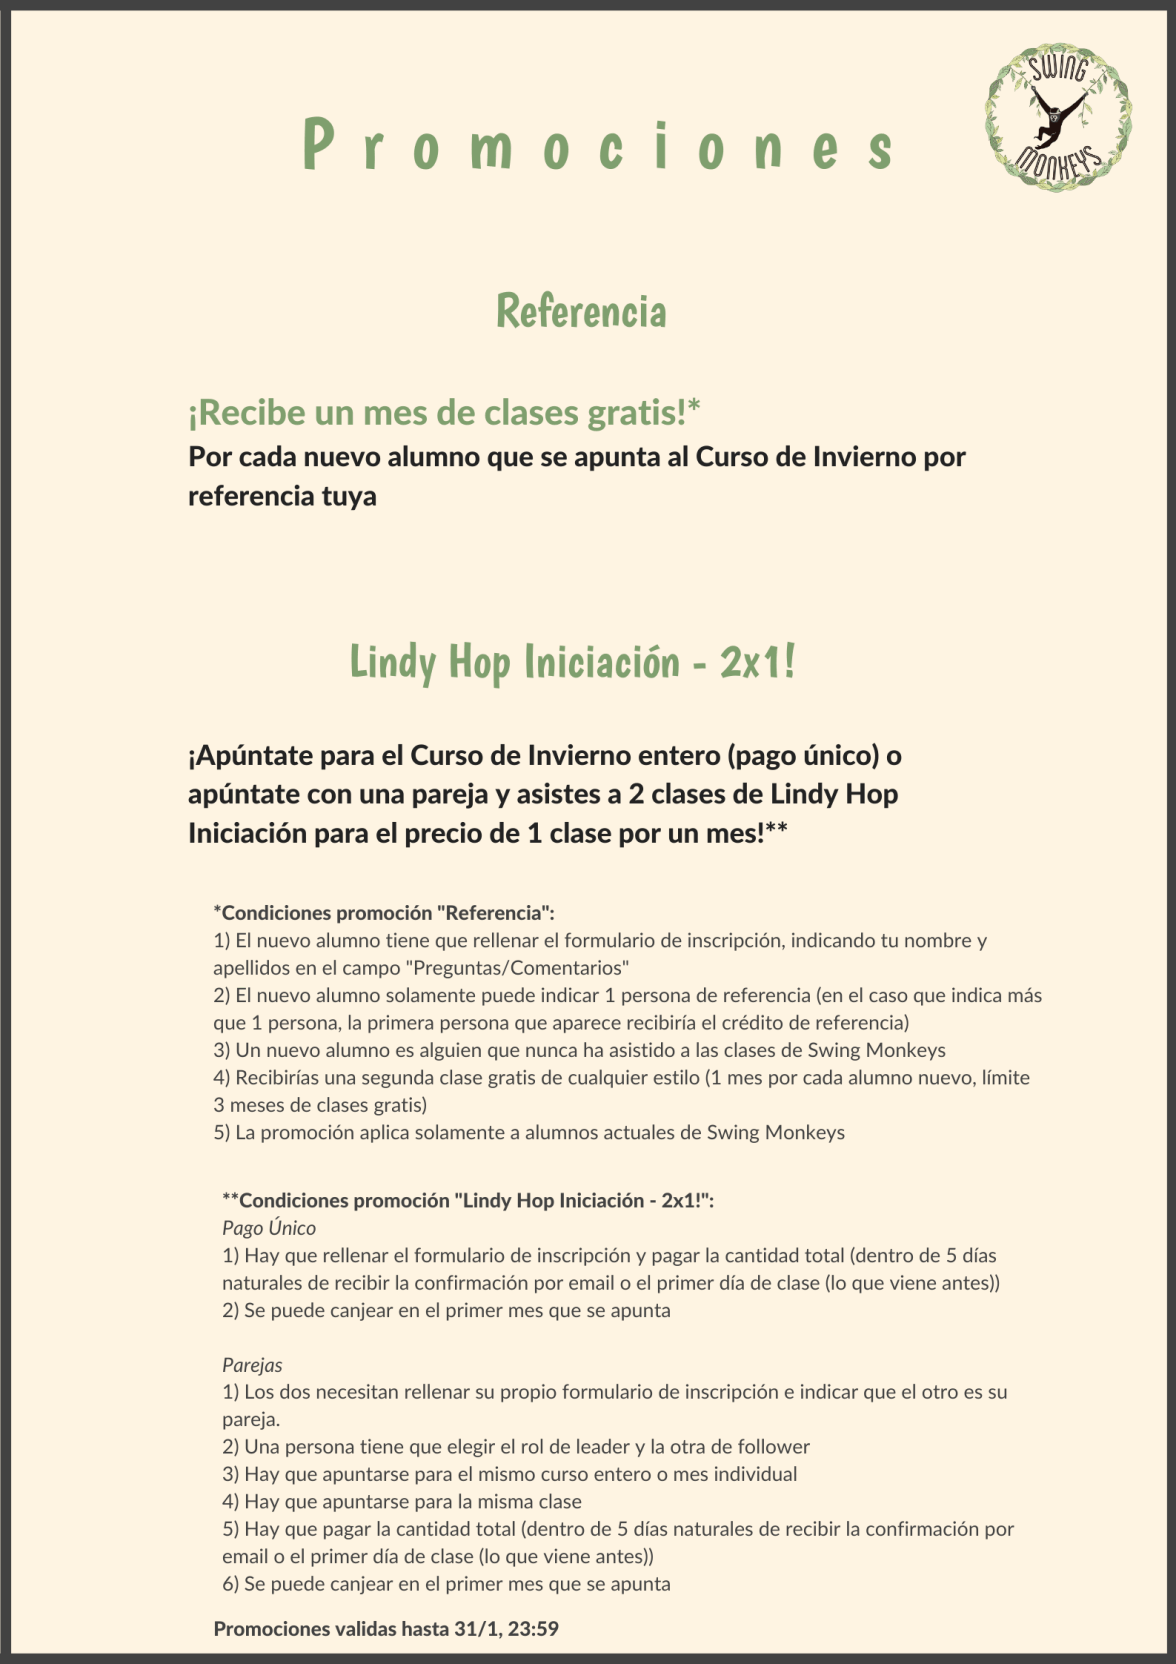 SWING
MONKEYS
Promociones
Referencia
¡Recibe un mes de clases gratis!*
Por cada nuevo alumno que se apunta al Curso de Invierno por
referencia tuya
Lindy Hop Iniciación - 2x1!
¡Apúntate para el Curso de Invierno entero (pago único) o
apúntate con una pareja y asistes a 2 clases de Lindy Hop
Iniciación para el precio de 1 clase por un mes!**
*Condiciones promoción "Referencia":
1) El nuevo alumno tiene que rellenar el formulario de inscripción, indicando tu nombre y
apellidos en el campo "Preguntas/Comentarios"
2) El nuevo alumno solamente puede indicar 1 persona de referencia (en el caso que indica más
que 1 persona, la primera persona que aparece recibiría el crédito de referencia)
3) Un nuevo alumno es alguien que nunca ha asistido a las clases de Swing Monkeys
4) Recibirías una segunda clase gratis de cualquier estilo (1 mes por cada alumno nuevo, límite
3 meses de clases gratis)
5) La promoción aplica solamente a alumnos actuales de Swing Monkeys
**Condiciones promoción "Lindy Hop Iniciación - 2x1!":
Pago Único
1) Hay que rellenar el formulario de inscripción y pagar la cantidad total (dentro de 5 días
naturales de recibir la confirmación por email o el primer día de clase (lo que viene antes))
2) Se puede canjear en el primer mes que se apunta
Parejas
1) Los dos necesitan rellenar su propio formulario de inscripción e indicar que el otro es su
pareja.
2) Una persona tiene que elegir el rol de leader y la otra de follower
3) Hay que apuntarse para el mismo curso entero o mes individual
4) Hay que apuntarse para la misma clase
5) Hay que pagar la cantidad total (dentro de 5 días naturales de recibir la confirmación por
email o el primer día de clase (lo que viene antes))
6) Se puede canjear en el primer mes que se apunta
Promociones validas hasta 31/1, 23:59